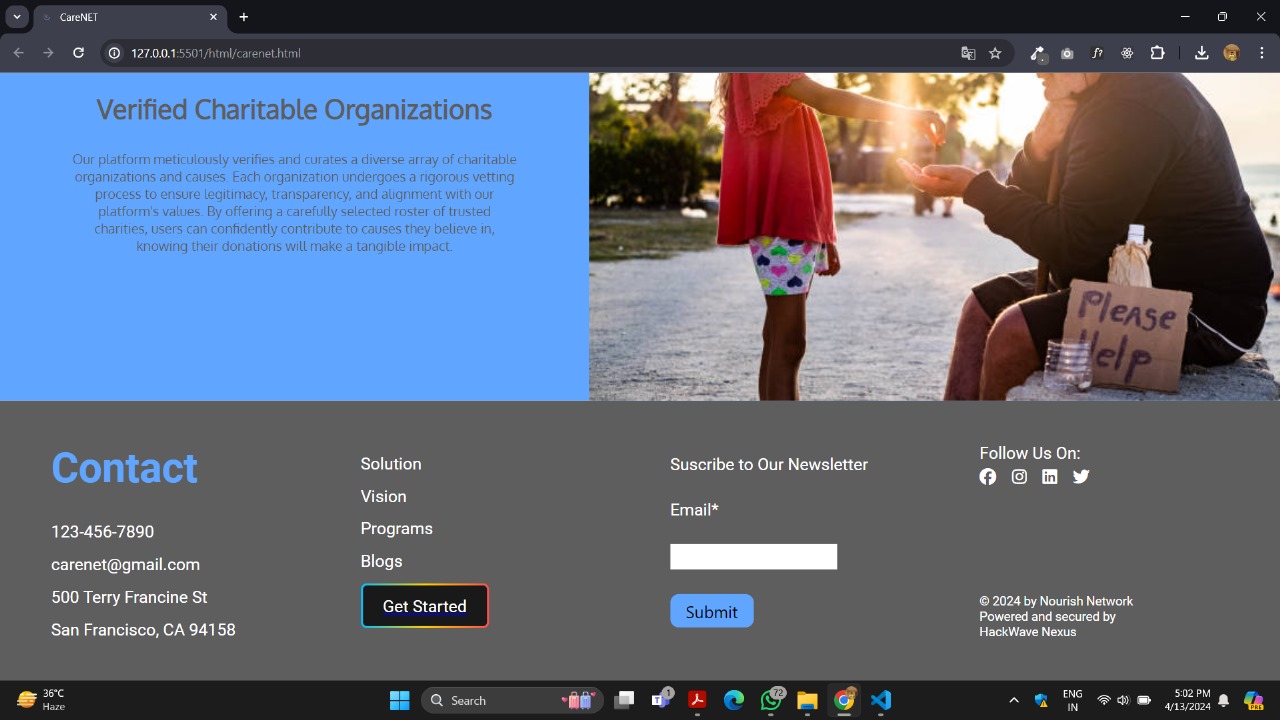 CareNET
127.0.0.1:5501/html/carenet.html
Verified Charitable Organizations
Our platform meticulously verifies and curates a diverse array of charitable
organizations and causes. Each organization undergoes a rigorous vetting
process to ensure legitimacy, transparency, and alignment with our
platform's values. By offering a carefully selected roster of trusted
charities, users can confidently contribute to causes they believe in,
knowing their donations will make a tangible impact.
Please
Help
Contact
123-456-7890
carenet@gmail.com
500 Terry Francine St
San Francisco, CA 94158
Solution
Vision
Programs
Blogs
Get Started
Suscribe to Our Newsletter
Email*
Submit
Follow Us On:
© 2024 by Nourish Network
Powered and secured by
HackWave Nexus
36°C
Haze
Search
1
72
ENG
IN
5:02 PM
4/13/2024
PRE